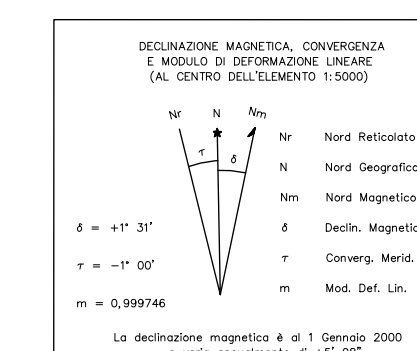 DECLINAZIONE MAGNETICA, CONVERGENZA
E MODULO DI DEFORMAZIONE LINEARE
(AL CENTRO DELL'ELEMENTO 1:5000)
Nr N Nm
τ δ
Nr Nord Reticolato
N Nord Geografico
Nm Nord Magnetico
δ Declin. Magnetic
τ Converg. Merid.
m Mod. Def. Lin.
δ = +1° 31'
τ = −1° 00'
m = 0,999746
La declinazione magnetica è al 1 Gennaio 2000